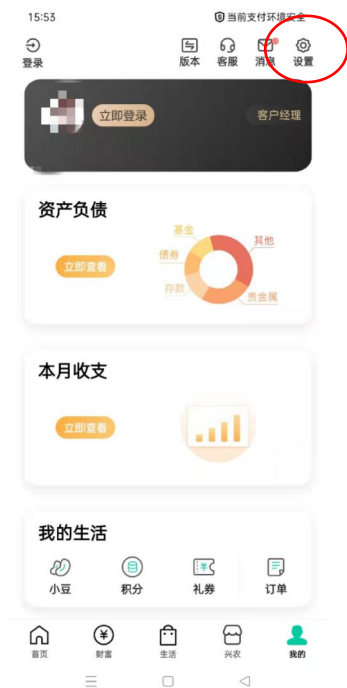 15:53
当前支付环境安全
登录
版本 客服 消息 设置
立即登录
客户经理
资产负债
基金
其他
债券
立即查看
存款
贵金属
本月收支
立即查看
我的生活
小豆 积分 礼券 订单
首页 财富 生活 兴农 我的